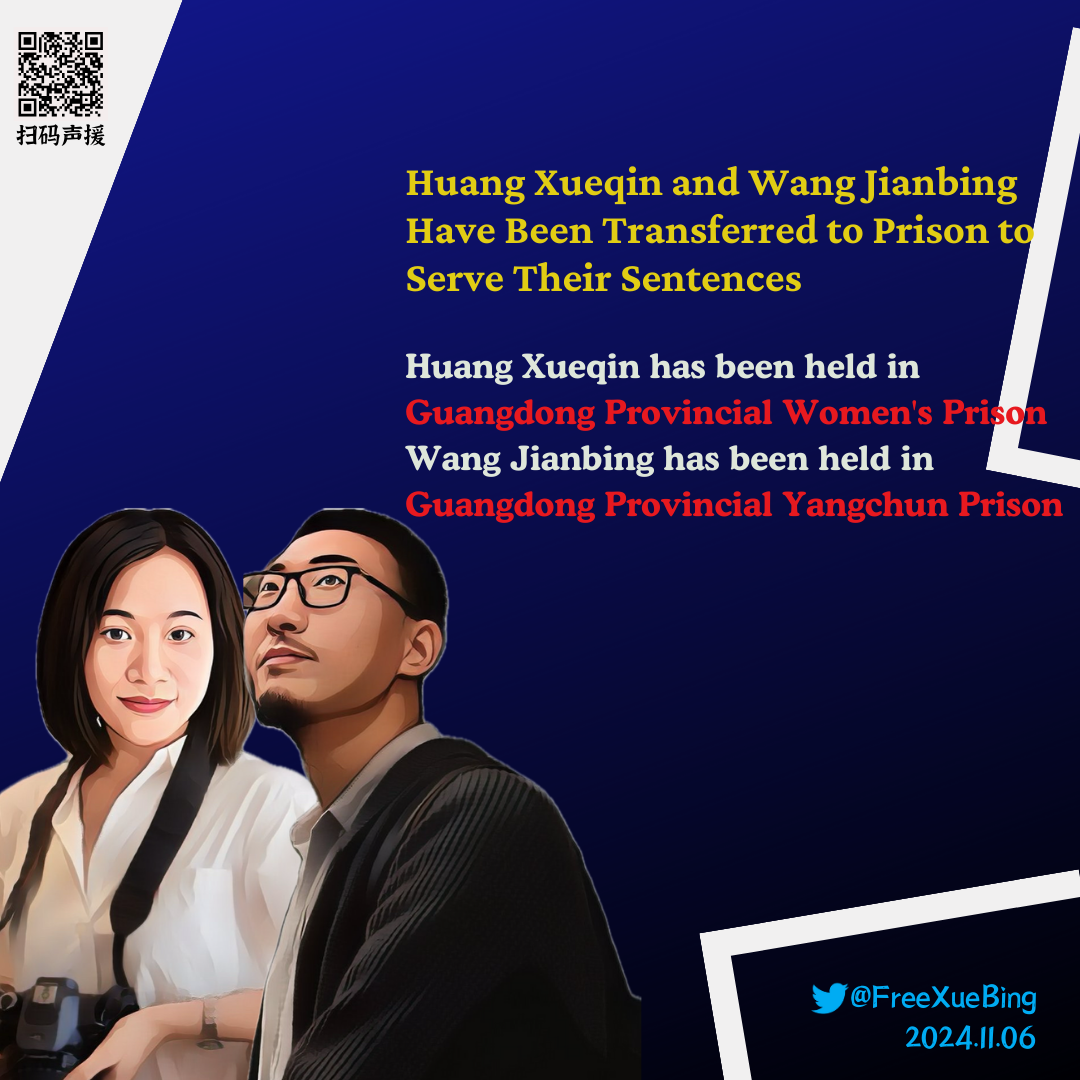 扫码声援
Huang Xueqin and Wang Jianbing
Have Been Transferred to Prison to
Serve Their Sentences
Huang Xueqin has been held in
Guangdong Provincial Women's Prison
Wang Jianbing has been held in
Guangdong Provincial Yangchun Prison
@FreeXueBing
2024.11.06